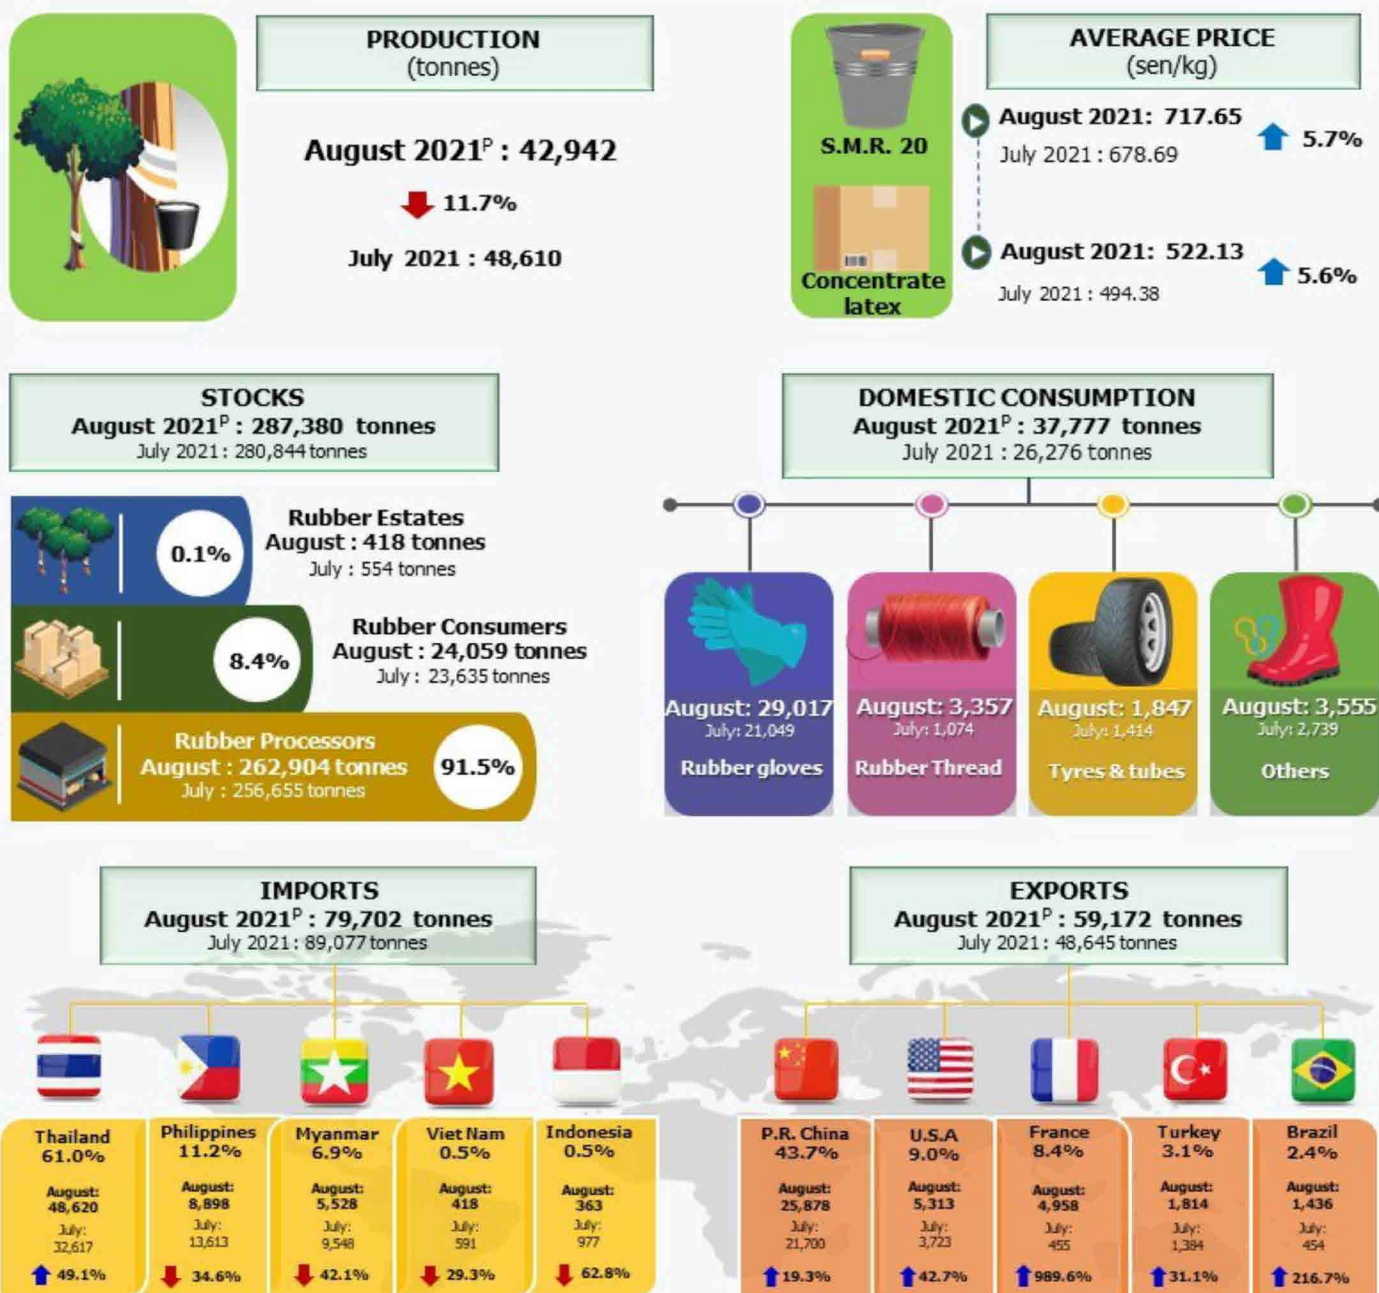 PRODUCTION
(tonnes)
August 2021ᴾ : 42,942
11.7%
July 2021 : 48,610
AVERAGE PRICE
(sen/kg)
S.M.R. 20
August 2021: 717.65
July 2021 : 678.69
5.7%
Concentrate
latex
August 2021: 522.13
July 2021 : 494.38
5.6%
STOCKS
August 2021ᴾ : 287,380 tonnes
July 2021 : 280,844 tonnes
0.1%
Rubber Estates
August : 418 tonnes
July : 554 tonnes
8.4%
Rubber Consumers
August : 24,059 tonnes
July : 23,635 tonnes
Rubber Processors
August : 262,904 tonnes
July : 256,655 tonnes
91.5%
DOMESTIC CONSUMPTION
August 2021ᴾ : 37,777 tonnes
July 2021 : 26,276 tonnes
August: 29,017
July: 21,049
Rubber gloves
August: 3,357
July: 1,074
Rubber Thread
August: 1,847
July: 1,414
Tyres & tubes
August: 3,555
July: 2,739
Others
IMPORTS
August 2021ᴾ : 79,702 tonnes
July 2021 : 89,077 tonnes
Thailand
61.0%
August:
48,620
July:
32,617
49.1%
Philippines
11.2%
August:
8,898
July:
13,613
34.6%
Myanmar
6.9%
August:
5,528
July:
9,548
42.1%
Viet Nam
0.5%
August:
418
July:
591
29.3%
Indonesia
0.5%
August:
363
July:
977
62.8%
EXPORTS
August 2021ᴾ : 59,172 tonnes
July 2021 : 48,645 tonnes
P.R. China
43.7%
August:
25,878
July:
21,700
19.3%
U.S.A
9.0%
August:
5,313
July:
3,723
42.7%
France
8.4%
August:
4,958
July:
455
989.6%
Turkey
3.1%
August:
1,814
July:
1,384
31.1%
Brazil
2.4%
August:
1,436
July:
454
216.7%